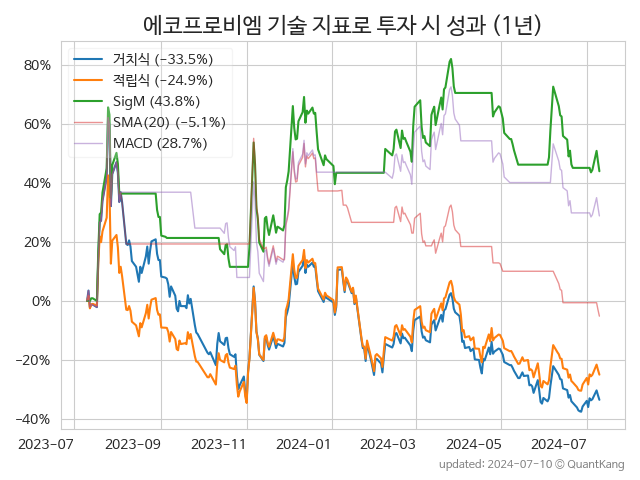 에코프로비엠 기술 지표로 투자 시 성과 (1년)
거치식 (−33.5%)
적립식 (−24.9%)
SigM (43.8%)
SMA(20) (−5.1%)
MACD (28.7%)
80%
60%
40%
20%
0%
−20%
−40%
2023-07 2023-09 2023-11 2024-01 2024-03 2024-05 2024-07
updated: 2024-07-10 © QuantKang